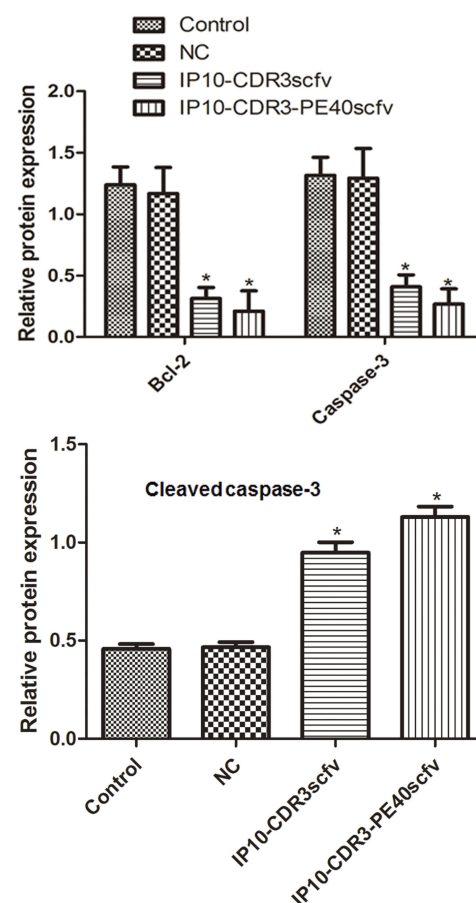 Control
NC
IP10-CDR3scfv
IP10-CDR3-PE40scfv
Relative protein expression
2.0
1.5
1.0
0.5
0.0
* * * *
Bcl-2
Caspase-3
Relative protein expression
1.5
1.0
0.5
0.0
Cleaved caspase-3
* *
Control
NC
IP10-CDR3scfv
IP10-CDR3-PE40scfv